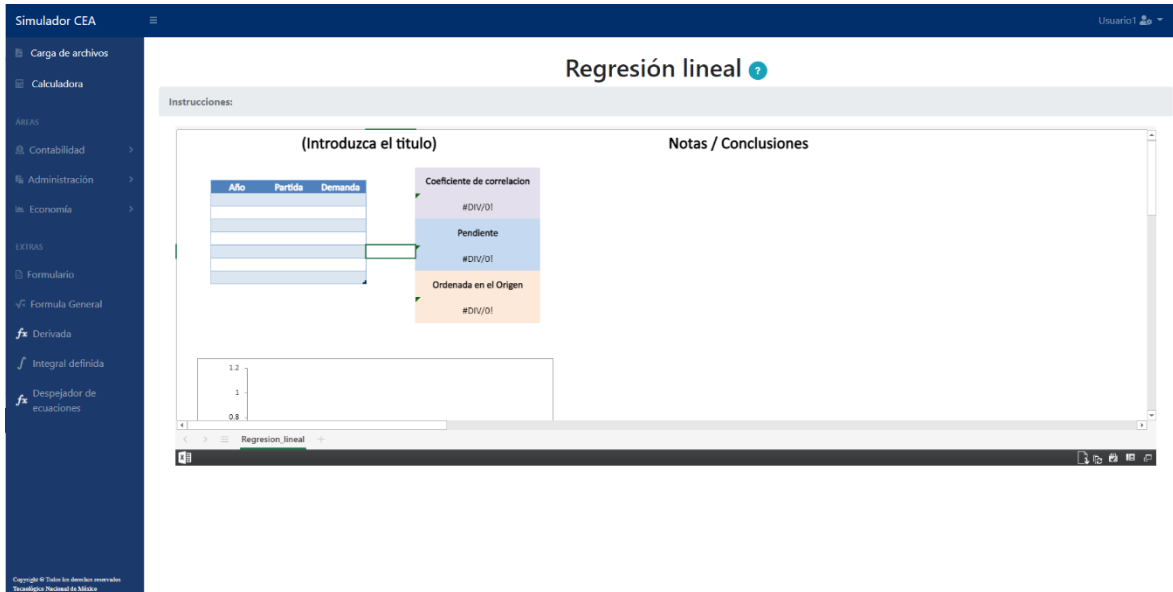 Simulador CEA
Usuario1
Carga de archivos
Calculadora
ÁREAS
Contabilidad
Administración
Economía
EXTRAS
Formulario
Formula General
fx Derivada
∫ Integral definida
fx Despejador de
ecuaciones
Copyright © Todos los derechos reservados
Tecnológico Nacional de México
Regresión lineal ?
Instrucciones:
(Introduzca el titulo)
Notas / Conclusiones
Año Partida Demanda
Coeficiente de correlacion
#DIV/0!
Pendiente
#DIV/0!
Ordenada en el Origen
#DIV/0!
1.2
1
0.8
Regresion_lineal